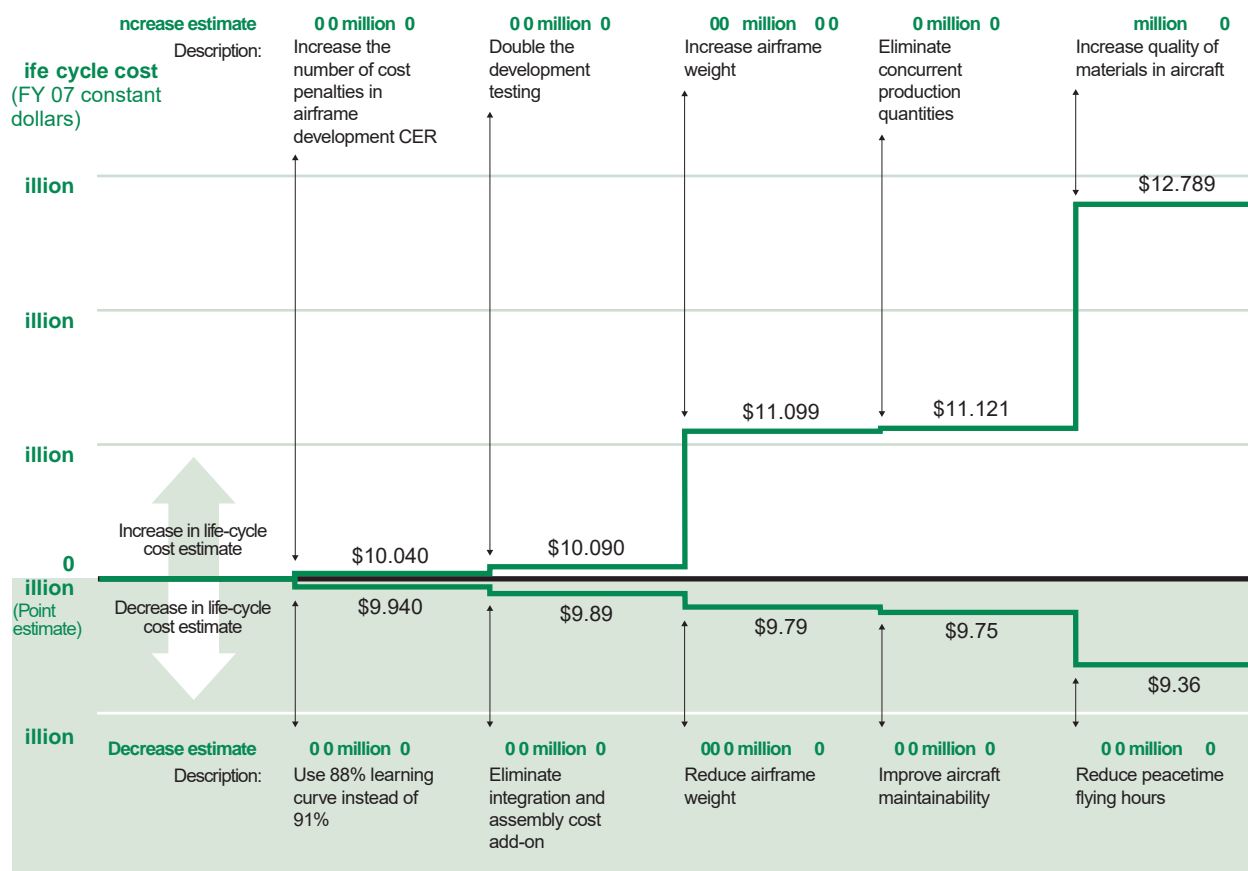 ncrease estimate
0 0 million 0
0 0 million 0
00 million 0 0
0 million 0
million 0
Description:
Increase the
number of cost
penalties in
airframe
development CER
Double the
development
testing
Increase airframe
weight
Eliminate
concurrent
production
quantities
Increase quality of
materials in aircraft
ife cycle cost
(FY 07 constant
dollars)
illion
$12.789
illion
$11.099
$11.121
illion
Increase in life-cycle
cost estimate
$10.040
$10.090
0
illion
(Point
estimate)
Decrease in life-cycle
cost estimate
$9.940
$9.89
$9.79
$9.75
$9.36
illion
Decrease estimate
0 0 million 0
0 0 million 0
00 0 million 0
0 0 million 0
0 0 million 0
Description:
Use 88% learning
curve instead of
91%
Eliminate
integration and
assembly cost
add-on
Reduce airframe
weight
Improve aircraft
maintainability
Reduce peacetime
flying hours